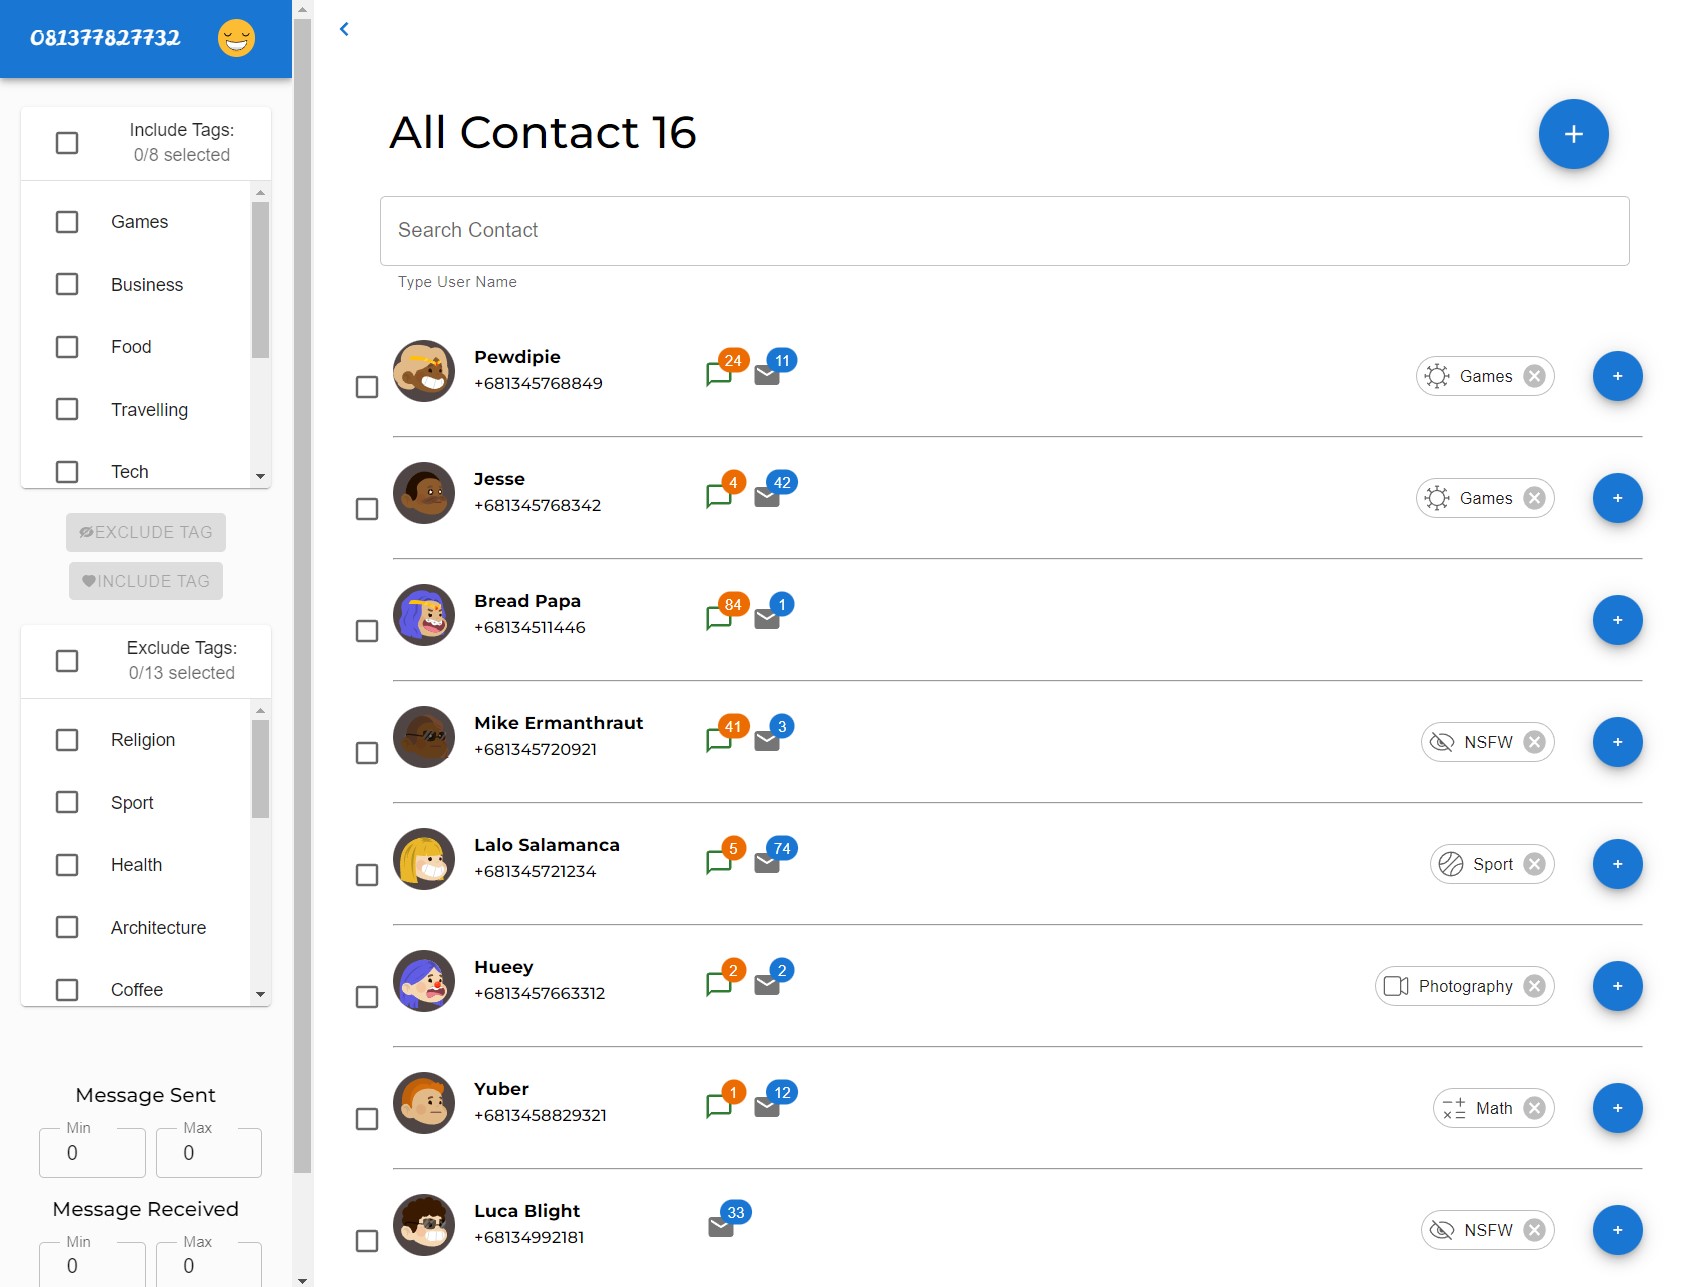 081377827732
Include Tags:
0/8 selected
Games
Business
Food
Travelling
Tech
EXCLUDE TAG
INCLUDE TAG
Exclude Tags:
0/13 selected
Religion
Sport
Health
Architecture
Coffee
Message Sent
Min Max
0 0
Message Received
Min Max
0 0
All Contact 16
+
Search Contact
Type User Name
Pewdipie
+681345768849
24 11
Games
+
Jesse
+681345768342
4 42
Games
+
Bread Papa
+68134511446
84 1
+
Mike Ermanthraut
+681345720921
41 3
NSFW
+
Lalo Salamanca
+681345721234
5 74
Sport
+
Hueey
+6813457663312
2 2
Photography
+
Yuber
+6813458829321
1 12
Math
+
Luca Blight
+68134992181
33
NSFW
+